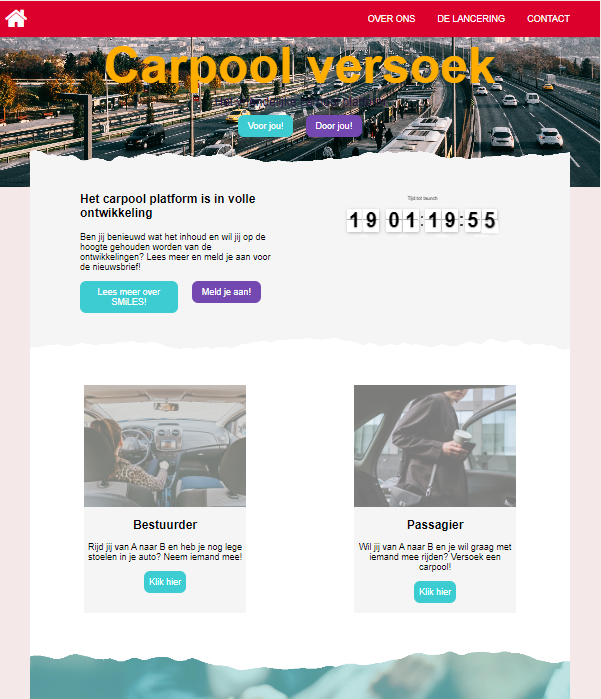 OVER ONS DE LANCERING CONTACT
Carpool versoek
Voor jou! Door jou!
Het carpool platform is in volle
ontwikkeling
Ben jij benieuwd wat het inhoud en wil jij op de
hoogte gehouden worden van de
ontwikkelingen? Lees meer en meld je aan voor
de nieuwsbrief!
Lees meer over
SMiLES!
Meld je aan!
Tijd tot launch
19 01:19:55
Bestuurder
Rijd jij van A naar B en heb je nog lege
stoelen in je auto? Neem iemand mee!
Klik hier
Passagier
Wil jij van A naar B en je wil graag met
iemand mee rijden? Versoek een
carpool!
Klik hier